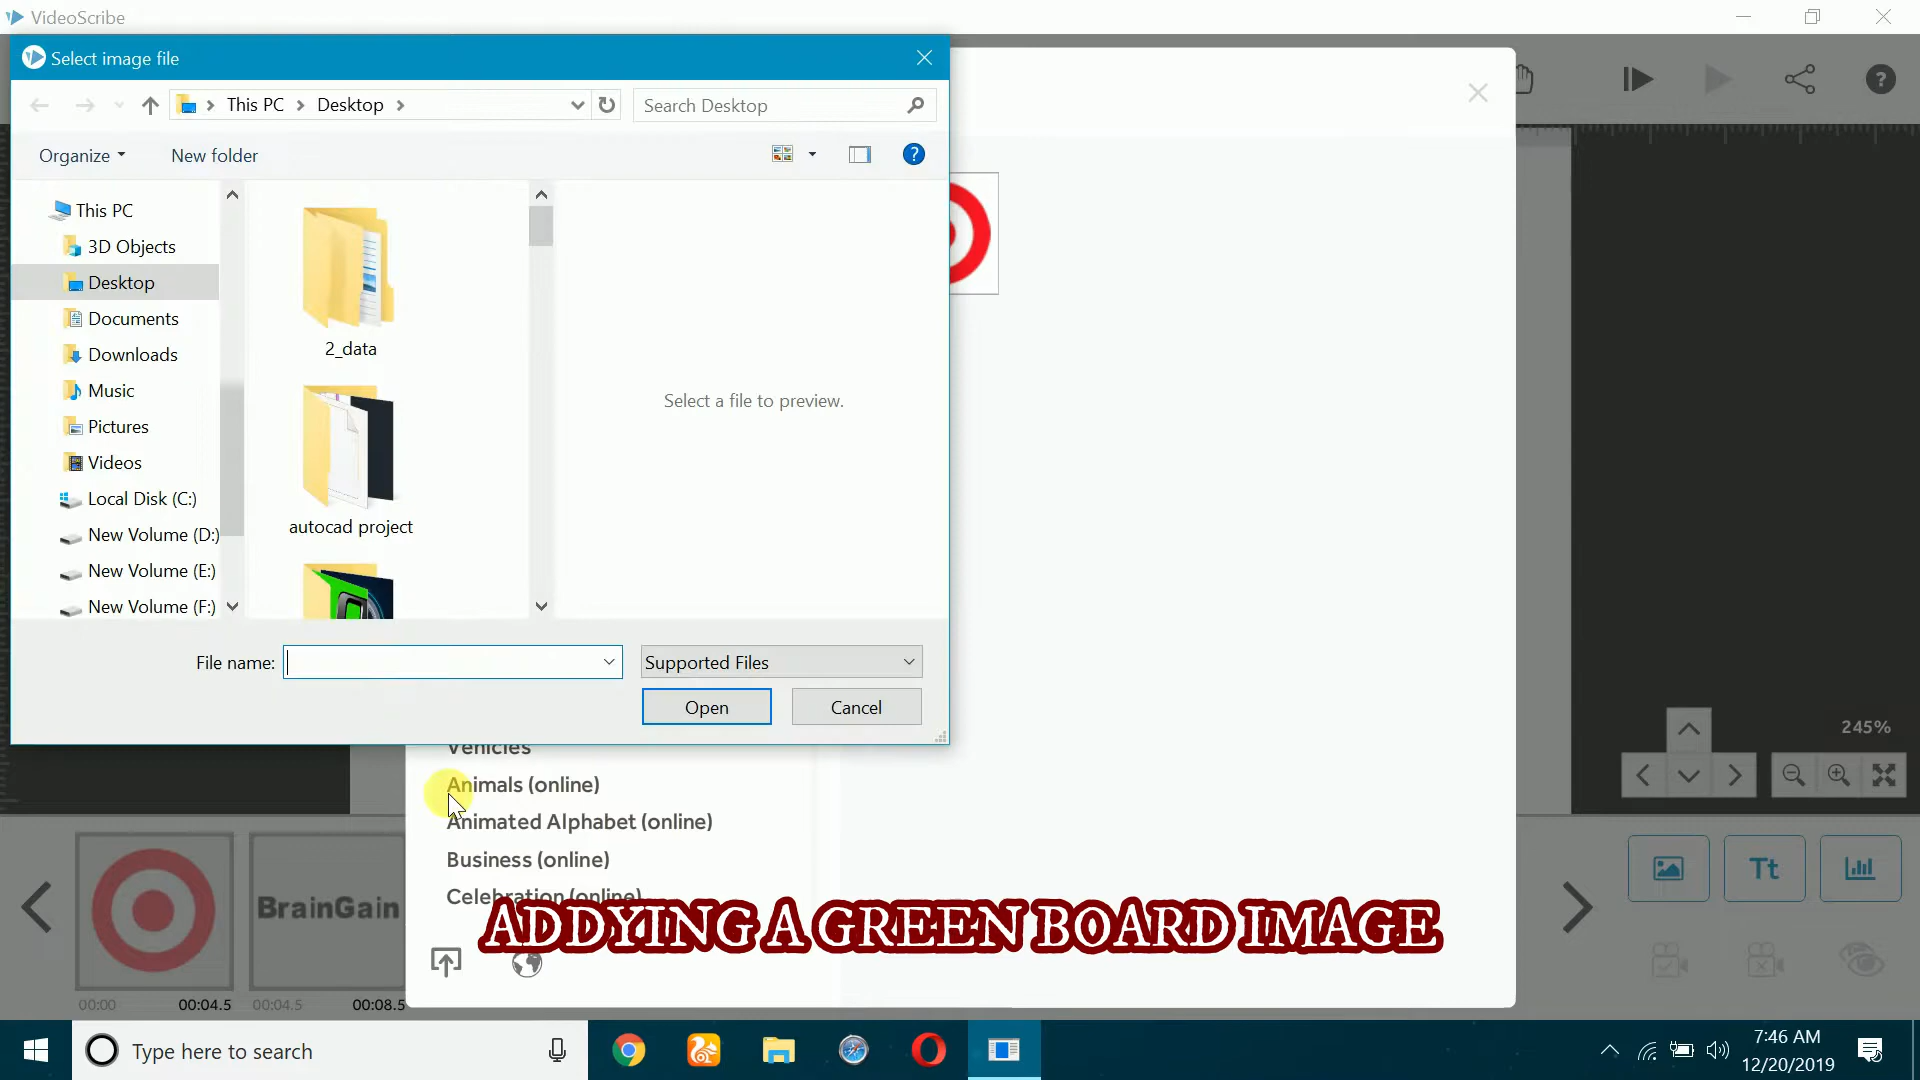 VideoScribe
Select image file
This PC
Desktop
Search Desktop
Organize
New folder
This PC
3D Objects
Desktop
Documents
Downloads
Music
Pictures
Videos
Local Disk (C:)
New Volume (D:)
New Volume (E:)
New Volume (F:)
2_data
autocad project
Select a file to preview.
File name:
Supported Files
Open
Cancel
245%
Vehicles
Animals (online)
Animated Alphabet (online)
Business (online)
Celebration (online)
BrainGain
Tt
ADDYING A GREEN BOARD IMAGE
00:00
00:04.5
00:04.5
00:08.5
Type here to search
7:46 AM
12/20/2019